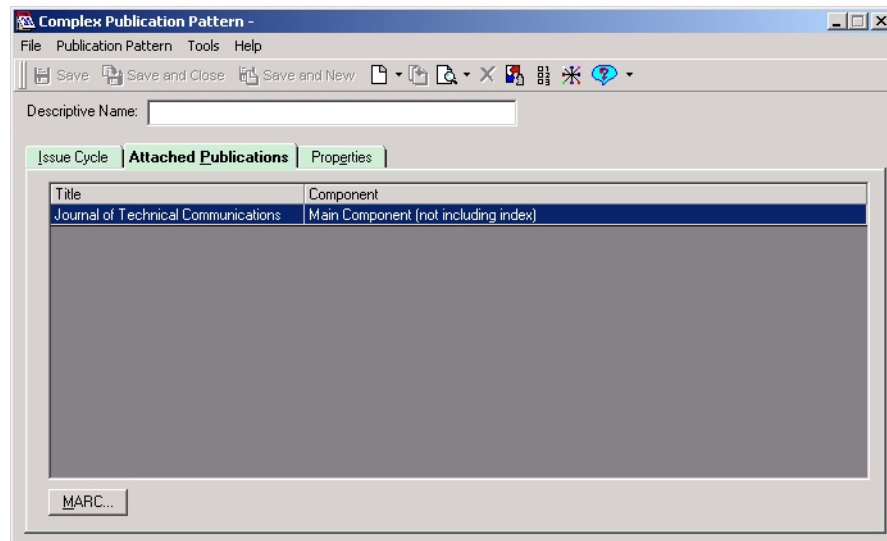 Complex Publication Pattern -
File Publication Pattern Tools Help
Save Save and Close Save and New
Descriptive Name:
Issue Cycle Attached Publications Properties
Title Component
Journal of Technical Communications Main Component (not including index)
MARC...